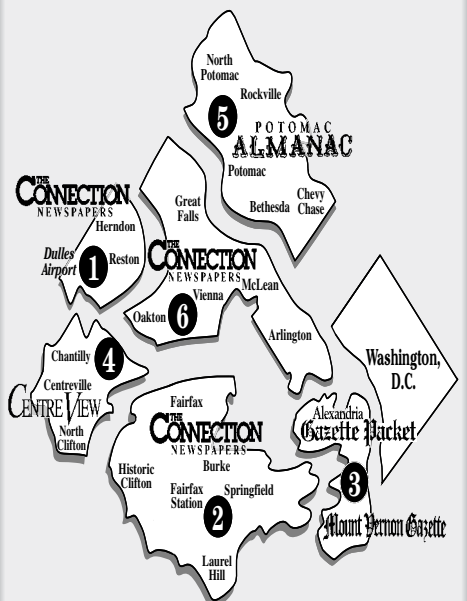 North
Potomac
Rockville
5
POTOMAC
ALMANAC
Potomac
Chevy
Chase
Bethesda
THE
CONNECTION
NEWSPAPERS
Herndon
Dulles
Airport
1
Reston
Great
Falls
THE
CONNECTION
NEWSPAPERS
McLean
Vienna
Oakton
6
Arlington
Chantilly
4
Centreville
CENTRE VIEW
North
Clifton
Washington,
D.C.
Fairfax
THE
CONNECTION
NEWSPAPERS
Burke
Historic
Clifton
Fairfax
Station
Springfield
2
Laurel
Hill
Alexandria
Gazette Packet
3
Mount Vernon Gazette